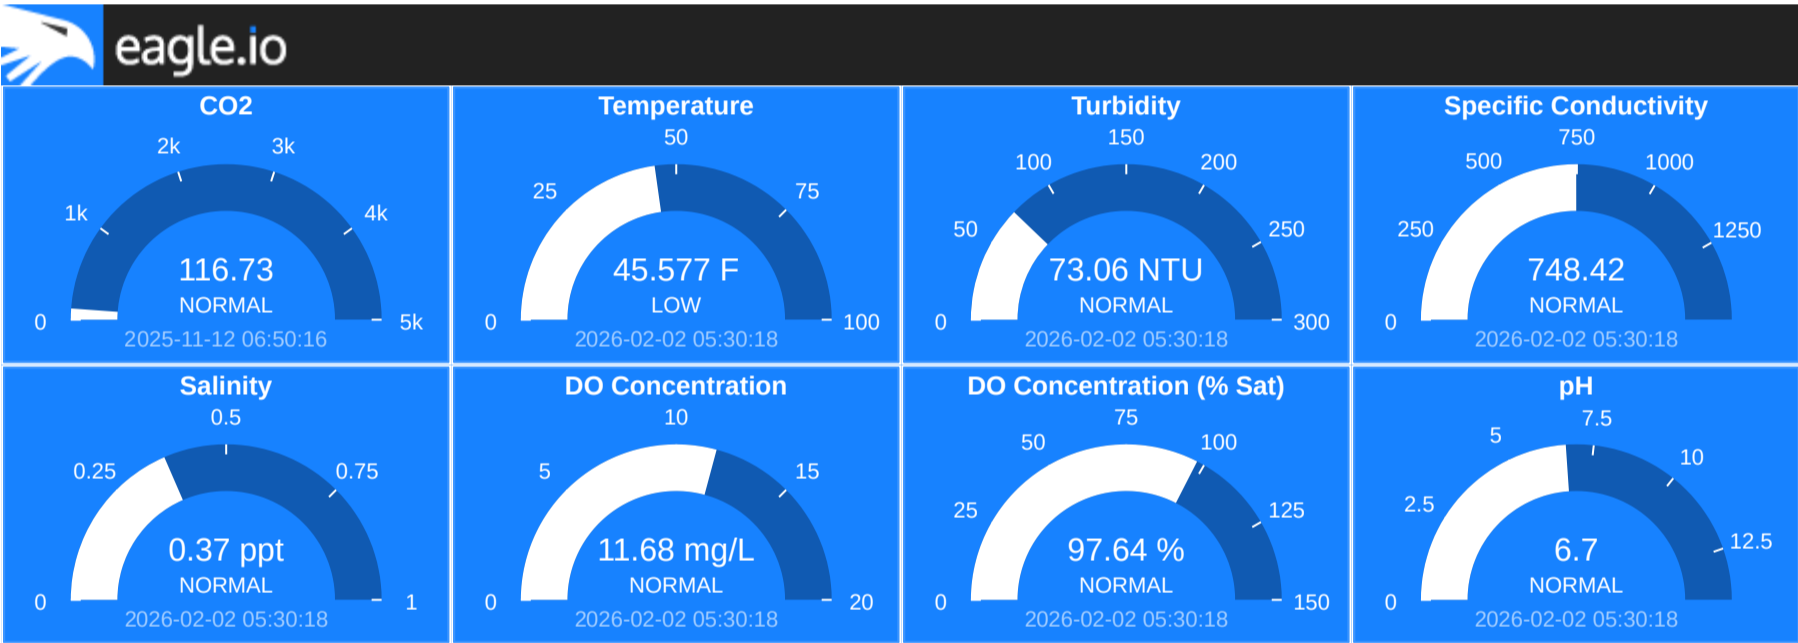 eagle.io
CO2
2k
3k
1k
4k
0
5k
116.73
NORMAL
2025-11-12 06:50:16
Temperature
50
25
75
0
100
45.577 F
LOW
2026-02-02 05:30:18
Turbidity
150
100
200
50
250
0
300
73.06 NTU
NORMAL
2026-02-02 05:30:18
Specific Conductivity
750
500
1000
250
1250
0
748.42
NORMAL
2026-02-02 05:30:18
Salinity
0.5
0.25
0.75
0
1
0.37 ppt
NORMAL
2026-02-02 05:30:18
DO Concentration
10
5
15
0
20
11.68 mg/L
NORMAL
2026-02-02 05:30:18
DO Concentration (% Sat)
75
50
100
25
125
0
150
97.64 %
NORMAL
2026-02-02 05:30:18
pH
7.5
5
10
2.5
12.5
0
6.7
NORMAL
2026-02-02 05:30:18